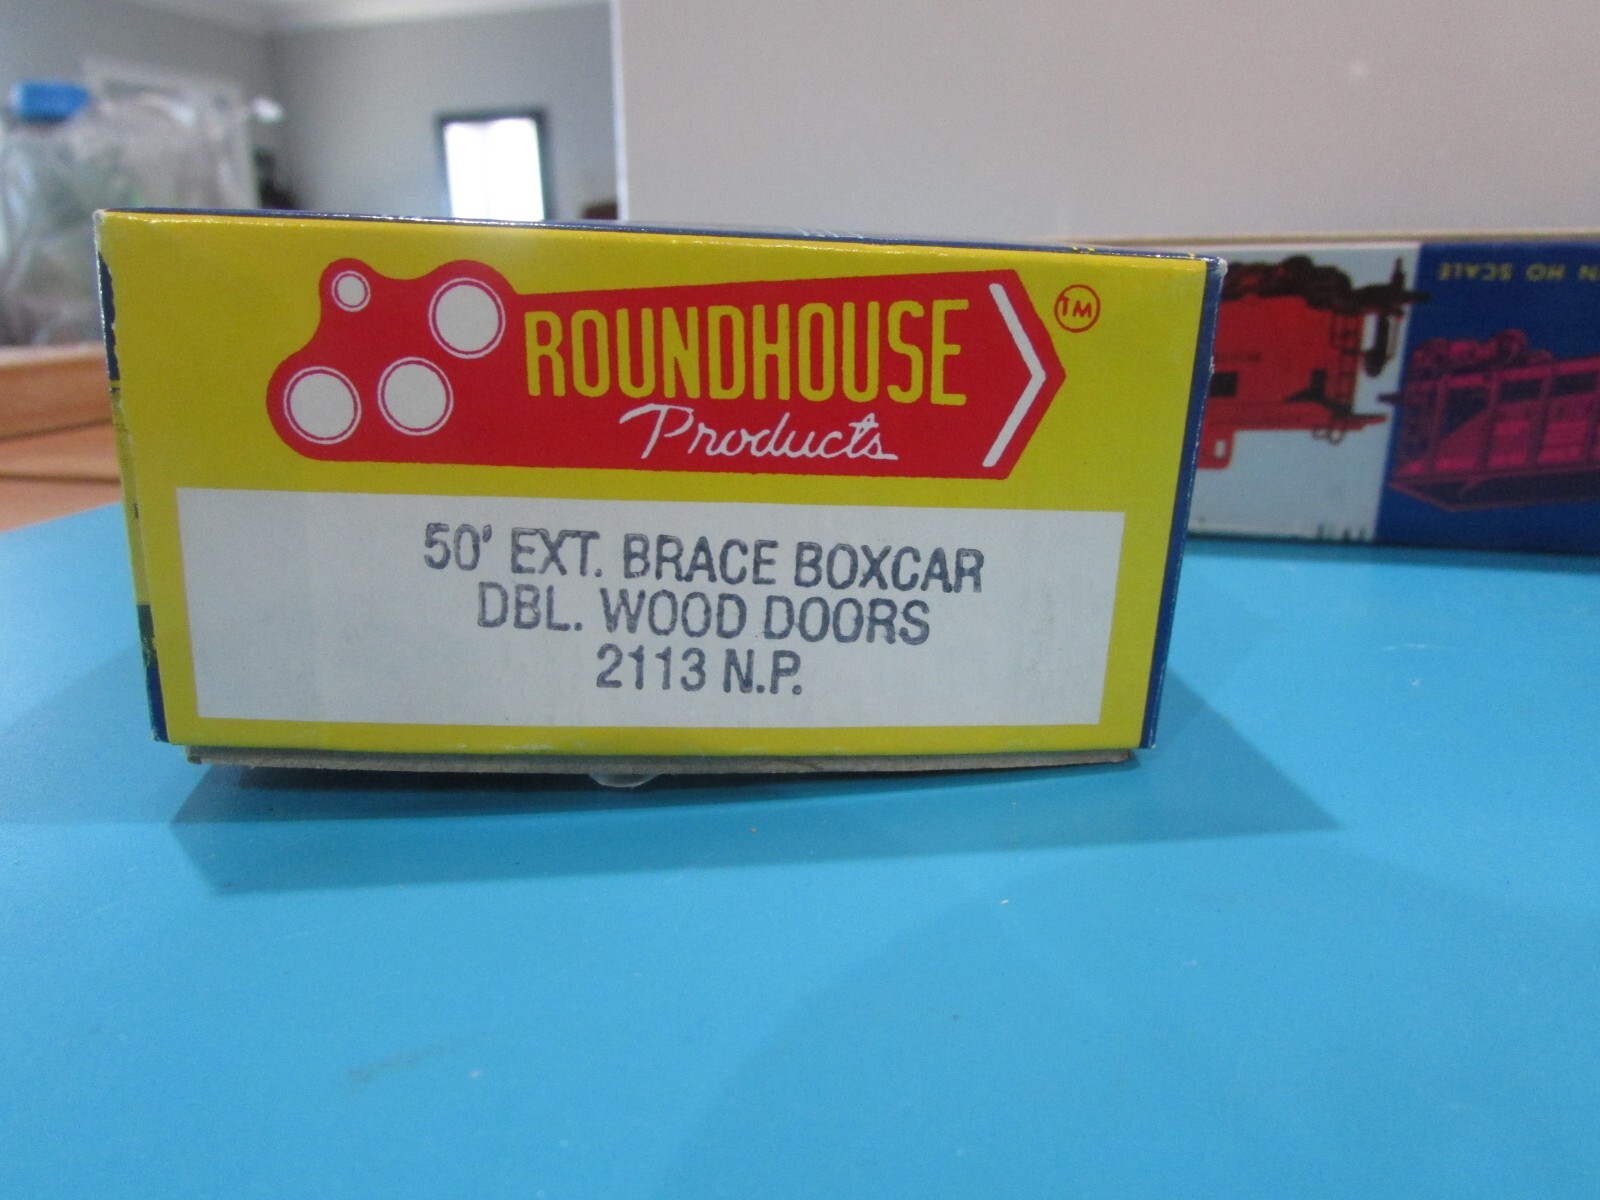 ROUNDHOUSE
Products
TM
50' EXT. BRACE BOXCAR
DBL. WOOD DOORS
2113 N.P.
N HO SCALE